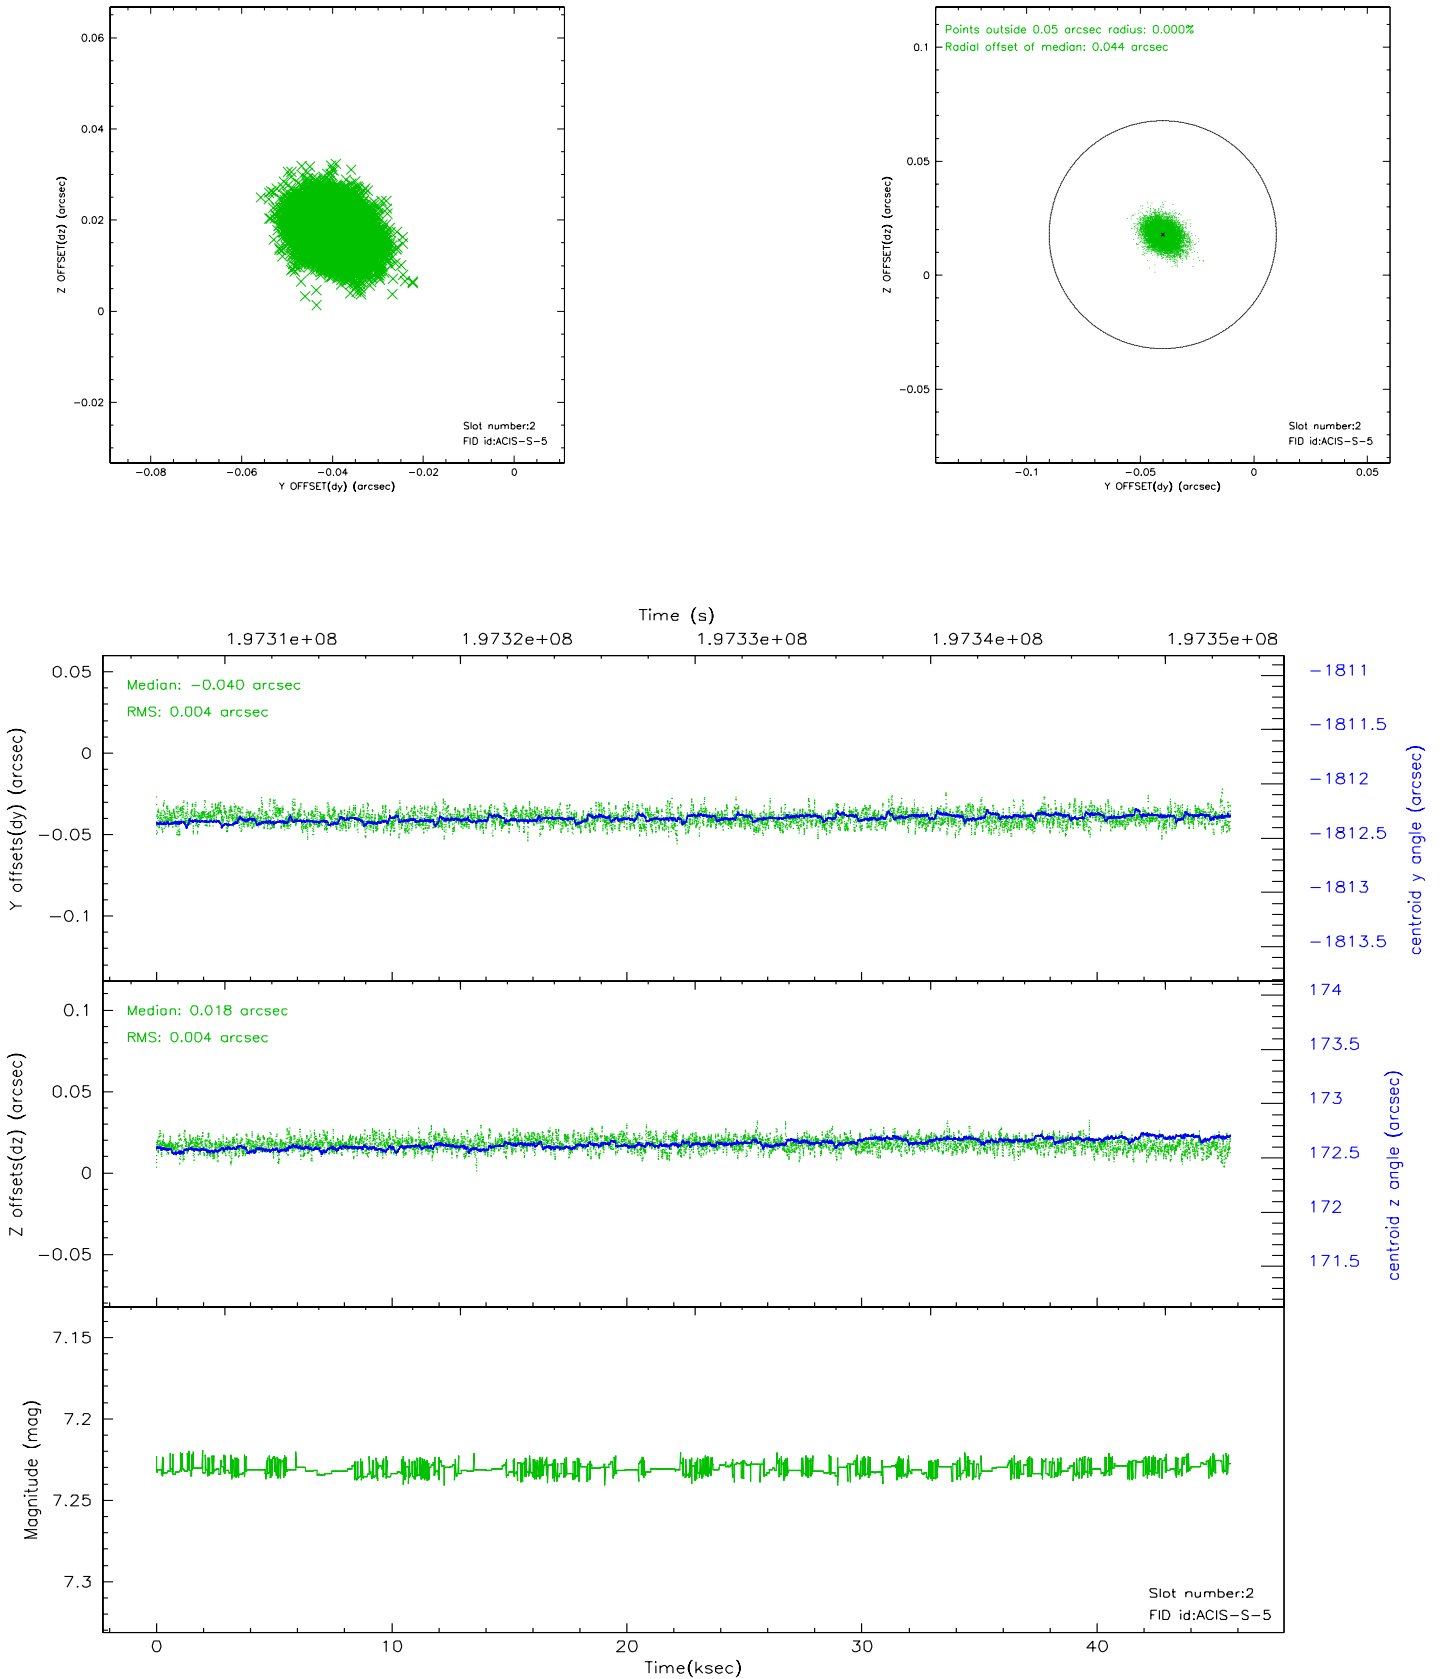 0.06
0.04
0.02
0
−0.02
Z OFFSET(dz) (arcsec)
Slot number:2
FID id:ACIS−S−5
−0.08 −0.06 −0.04 −0.02 0
Y OFFSET(dy) (arcsec)
Points outside 0.05 arcsec radius: 0.000%
Radial offset of median: 0.044 arcsec
0.1
0.05
0
−0.05
Z OFFSET(dz) (arcsec)
Slot number:2
FID id:ACIS−S−5
−0.1 −0.05 0 0.05
Y OFFSET(dy) (arcsec)
Time (s)
1.9731e+08 1.9732e+08 1.9733e+08 1.9734e+08 1.9735e+08
Median: −0.040 arcsec
RMS: 0.004 arcsec
0.05
0
−0.05
−0.1
Y offsets(dy) (arcsec)
−1811
−1811.5
−1812
−1812.5
−1813
−1813.5
centroid y angle (arcsec)
Median: 0.018 arcsec
RMS: 0.004 arcsec
0.1
0.05
0
−0.05
Z offsets(dz) (arcsec)
174
173.5
173
172.5
172
171.5
centroid z angle (arcsec)
7.15
7.2
7.25
7.3
Magnitude (mag)
Slot number:2
FID id:ACIS−S−5
0 10 20 30 40
Time(ksec)